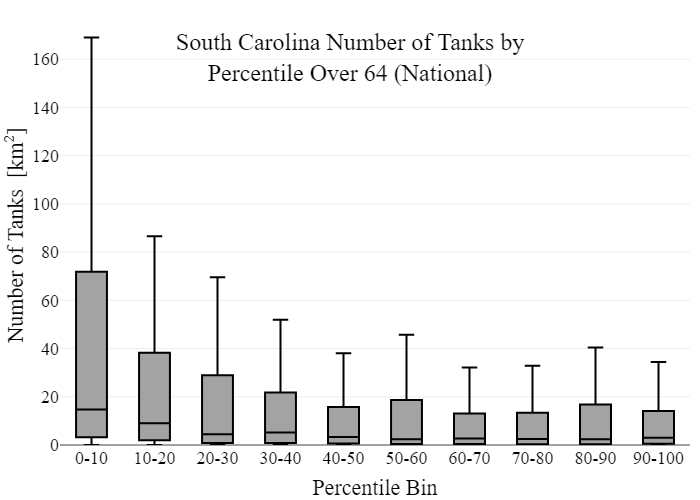 South Carolina Number of Tanks by
Percentile Over 64 (National)
Number of Tanks [km²]
160
140
120
100
80
60
40
20
0
0-10 10-20 20-30 30-40 40-50 50-60 60-70 70-80 80-90 90-100
Percentile Bin